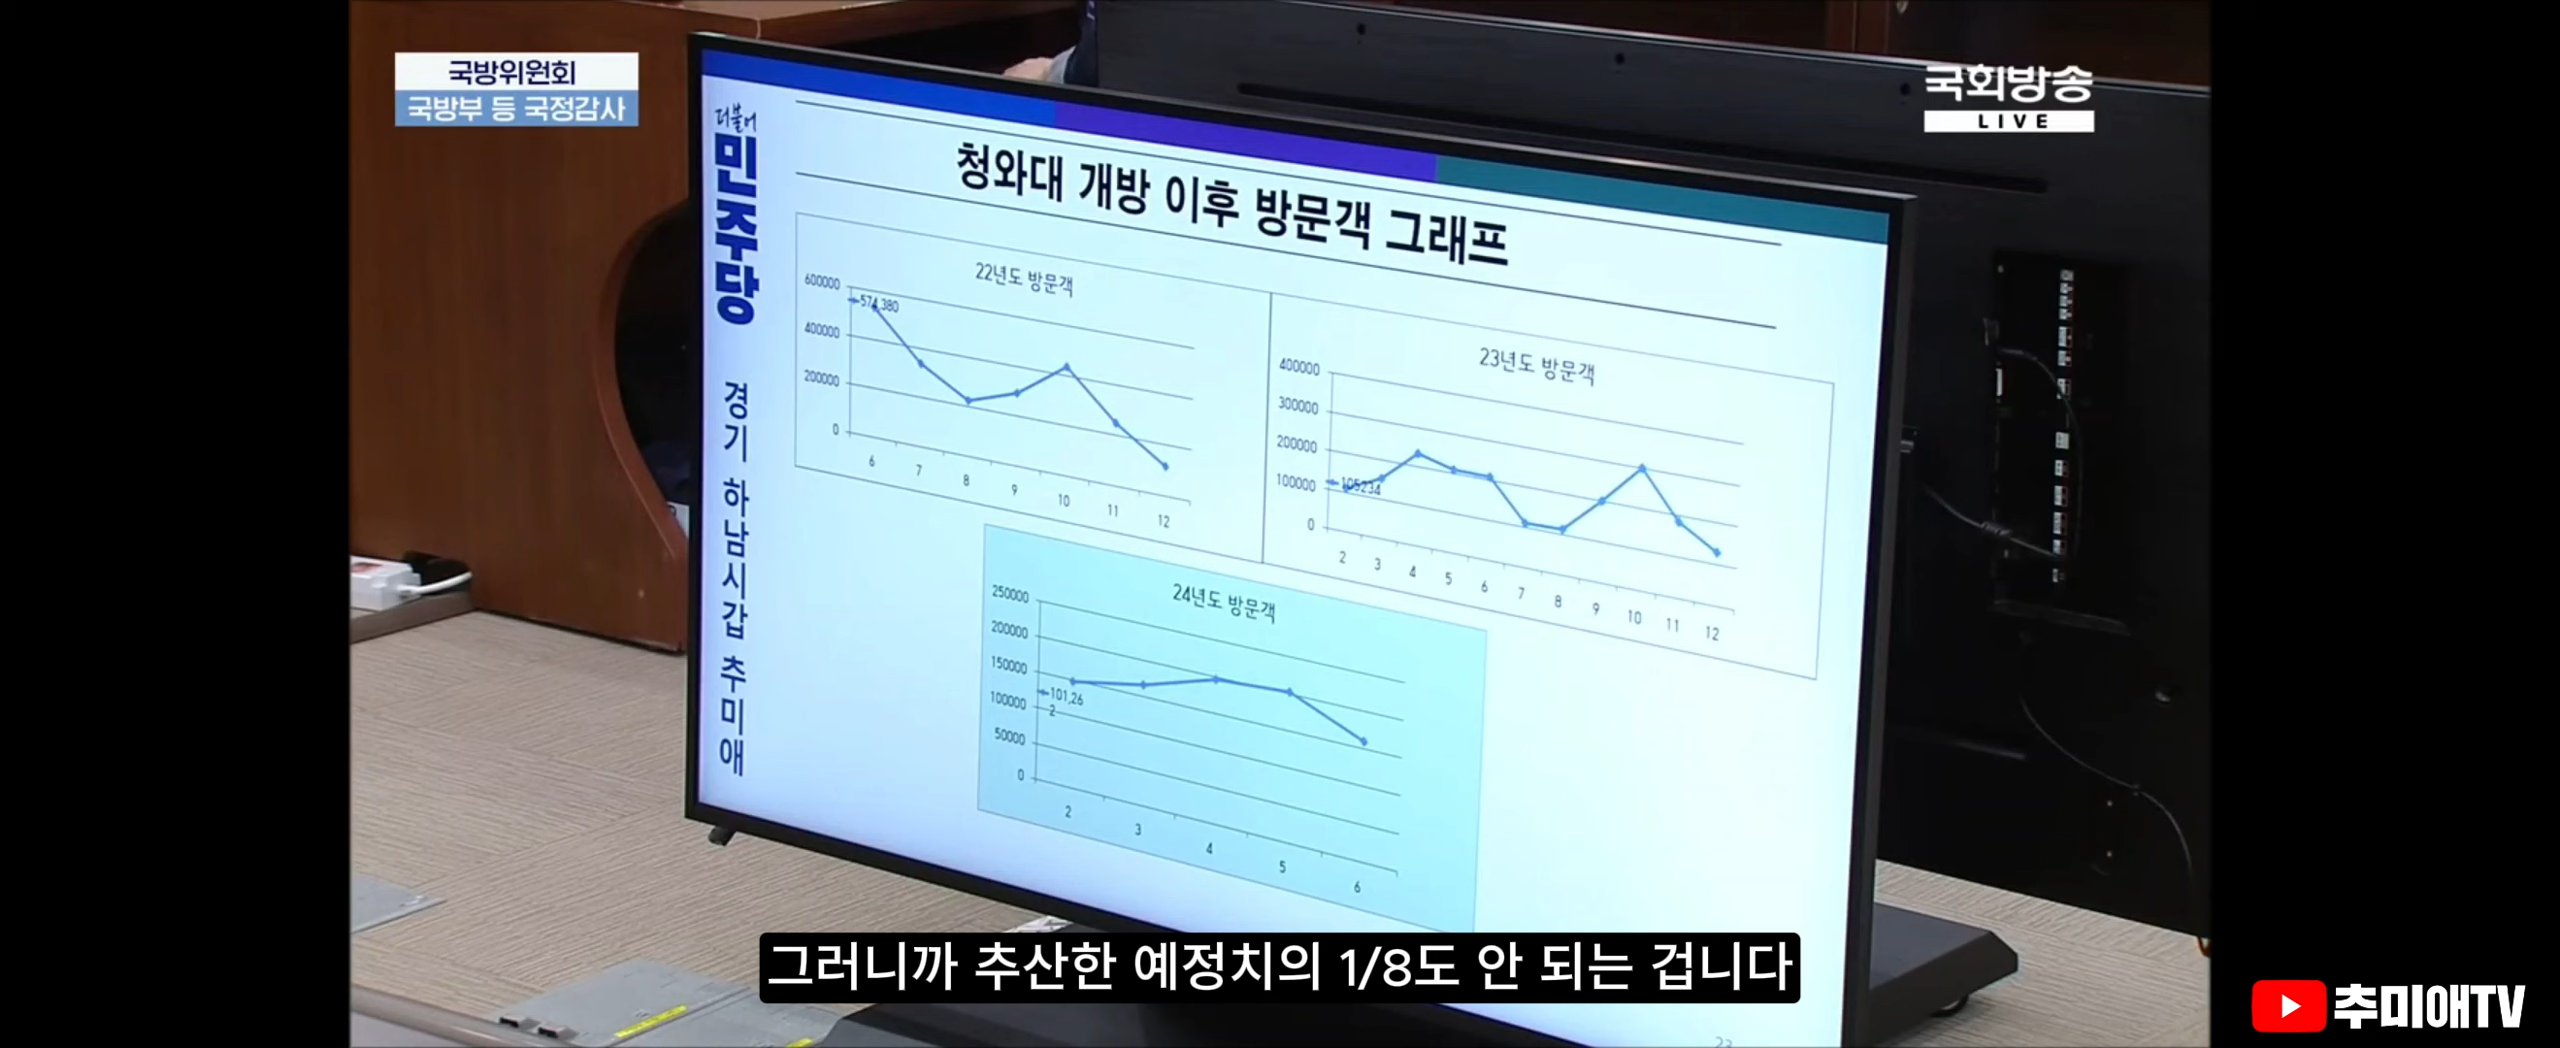 국방위원회
국방부 등 국정감사
국회방송
LIVE
더불어
민주당
경기 하남시갑 추미애
청와대 개방 이후 방문객 그래프
22년도 방문객
600000
400000
200000
0
574,380
6 7 8 9 10 11 12
23년도 방문객
400000
300000
200000
100000
0
105234
2 3 4 5 6 7 8 9 10 11 12
24년도 방문객
250000
200000
150000
100000
50000
0
101,26
2
2 3 4 5 6
23
그러니까 추산한 예정치의 1/8도 안 되는 겁니다
추미애TV